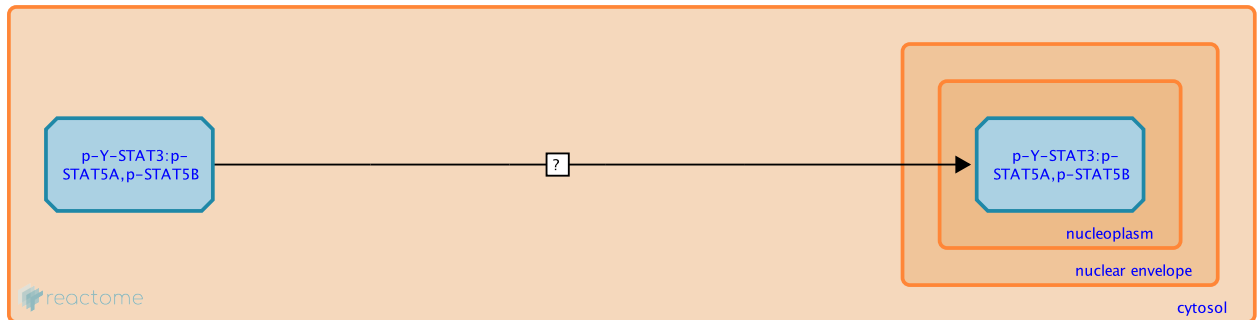 p-Y-STAT3:p-
STAT5A,p-STAT5B
?
p-Y-STAT3:p-
STAT5A,p-STAT5B
nucleoplasm
nuclear envelope
reactome
cytosol